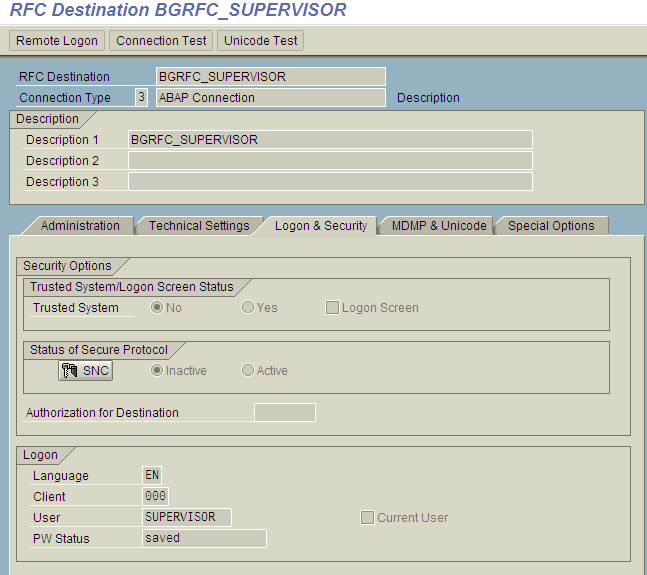 RFC Destination BGRFC_SUPERVISOR
Remote Logon Connection Test Unicode Test
RFC Destination BGRFC_SUPERVISOR
Connection Type 3 ABAP Connection Description
Description
Description 1 BGRFC_SUPERVISOR
Description 2
Description 3
Administration Technical Settings Logon & Security MDMP & Unicode Special Options
Security Options
Trusted System/Logon Screen Status
Trusted System No Yes Logon Screen
Status of Secure Protocol
SNC Inactive Active
Authorization for Destination
Logon
Language EN
Client 000
User SUPERVISOR Current User
PW Status saved